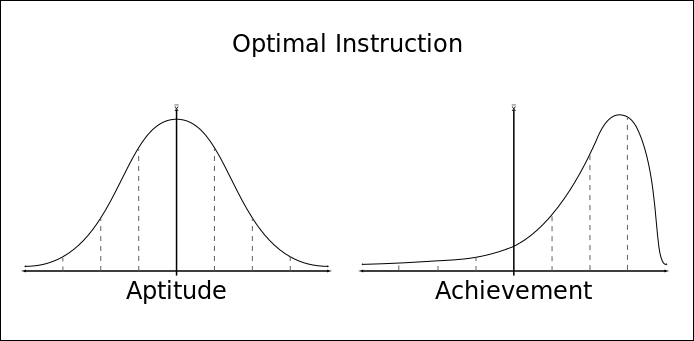 Optimal Instruction
Aptitude
Achievement